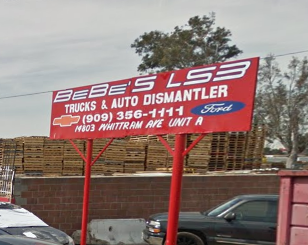 BeBe's LS3
TRUCKS & AUTO DISMANTLER
(909) 356-1111
Ford
14803 WHITTRAM AVE UNIT A